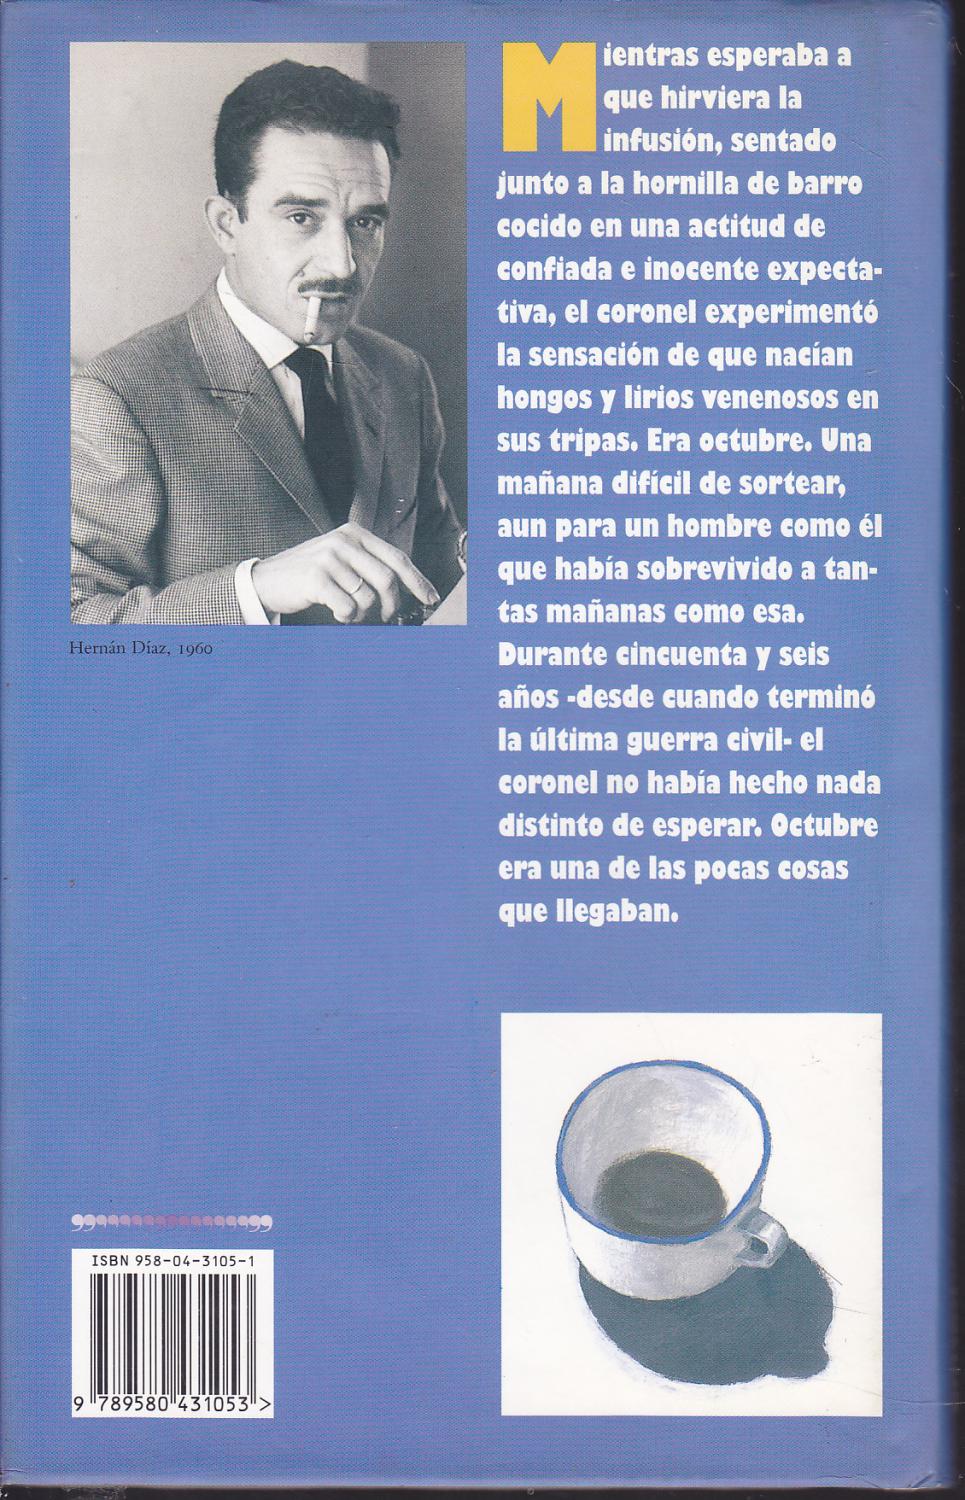 Mientras esperaba a
que hirviera la
infusión, sentado
junto a la hornilla de barro
cocido en una actitud de
confiada e inocente expecta-
tiva, el coronel experimentó
la sensación de que nacían
hongos y lirios venenosos en
sus tripas. Era octubre. Una
mañana difícil de sortear,
aun para un hombre como él
que había sobrevivido a tan-
tas mañanas como esa.
Durante cincuenta y seis
años -desde cuando terminó
la última guerra civil- el
coronel no había hecho nada
distinto de esperar. Octubre
era una de las pocas cosas
que llegaban.
Hernán Díaz, 1960
ISBN 958-04-3105-1
9 789580 431053 >